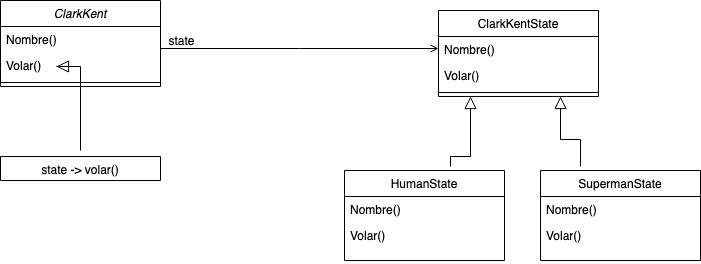 ClarkKent
Nombre()
Volar()
state
ClarkKentState
Nombre()
Volar()
state -> volar()
HumanState
Nombre()
Volar()
SupermanState
Nombre()
Volar()